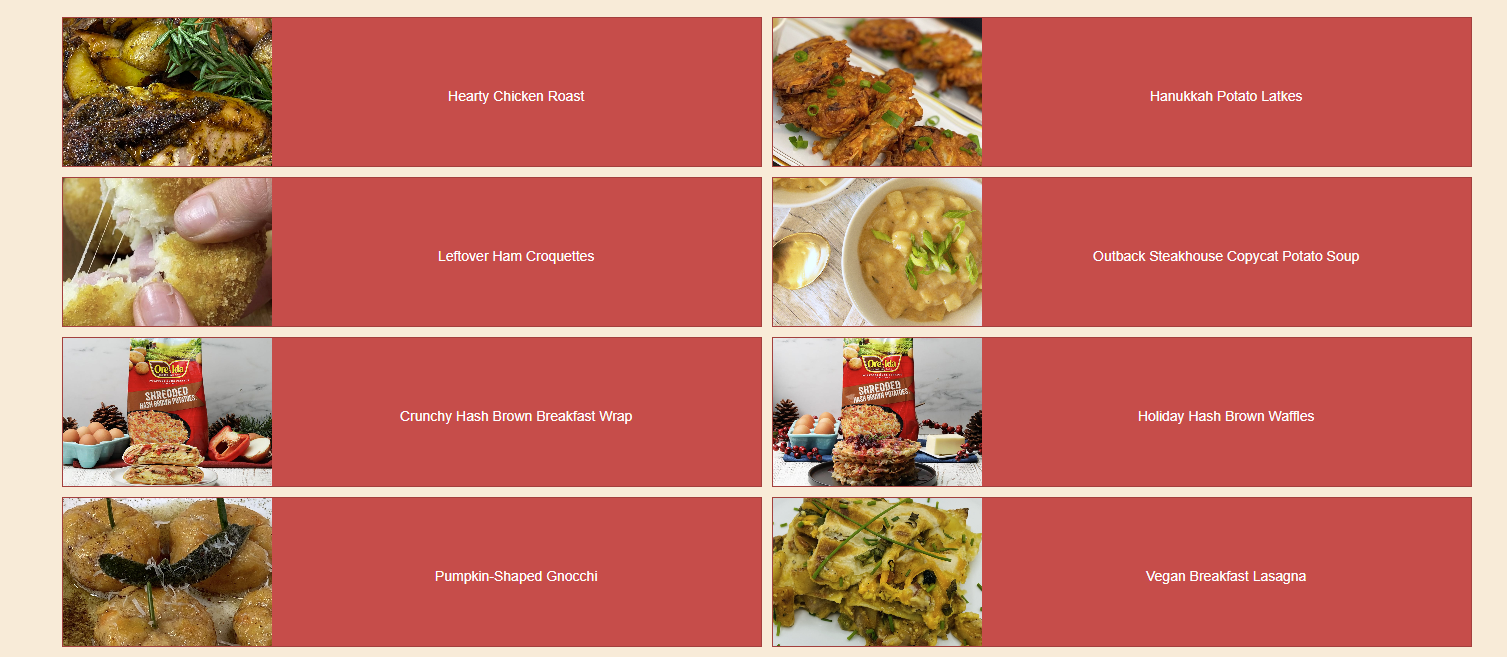 Hearty Chicken Roast
Hanukkah Potato Latkes
Leftover Ham Croquettes
Outback Steakhouse Copycat Potato Soup
Ore-Ida
SHREDDED
HASH BROWN POTATOES
Crunchy Hash Brown Breakfast Wrap
Ore-Ida
SHREDDED
HASH BROWN POTATOES
Holiday Hash Brown Waffles
Pumpkin-Shaped Gnocchi
Vegan Breakfast Lasagna